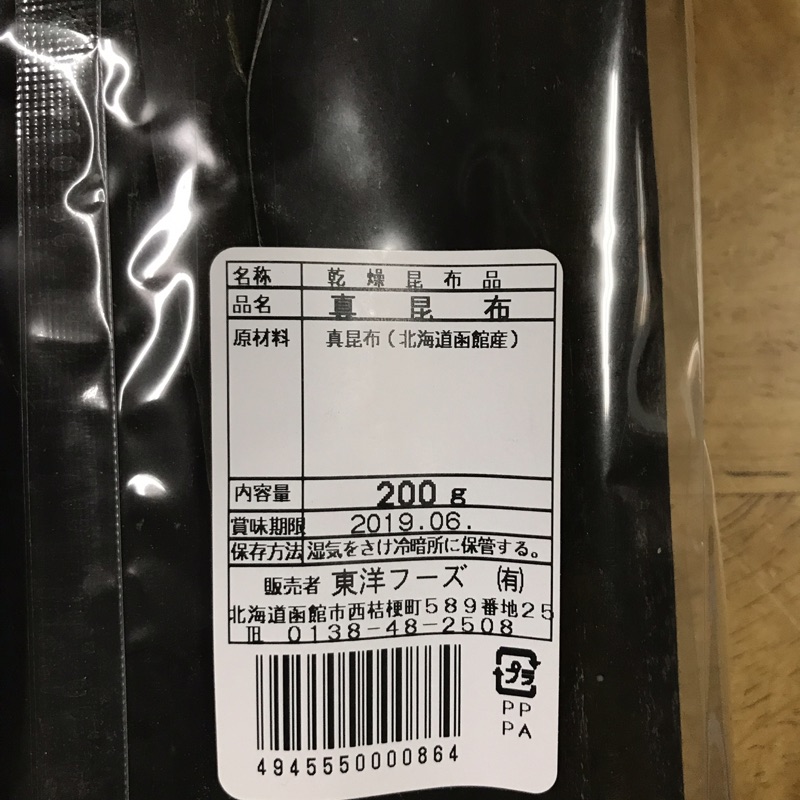 名称 乾燥昆布品
品名 真昆布
原材料 真昆布(北海道函館産)
内容量 200g
賞味期限 2019.06.
保存方法 湿気をさけ冷暗所に保管する。
販売者 東洋フーズ ㈲
北海道函館市西桔梗町589番地25
℡ 0138-48-2508
プラ
PP
PA
4945550000864